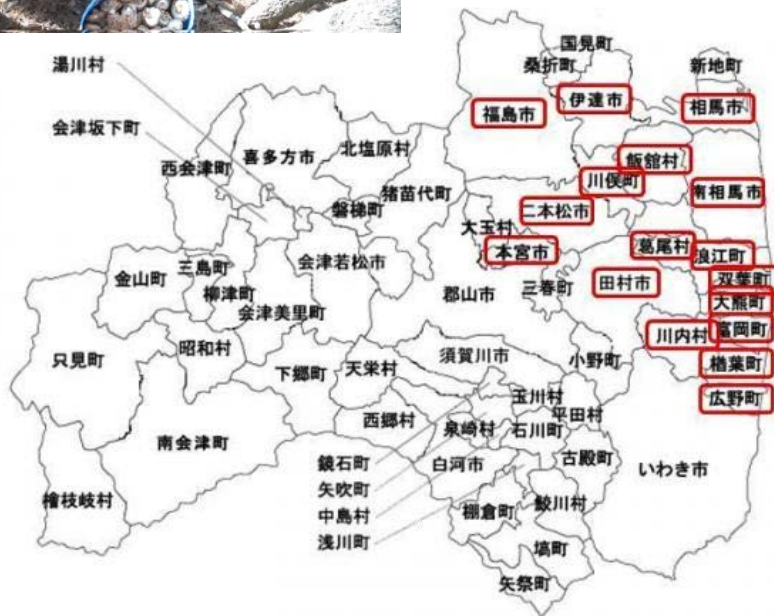 国見町
桑折町
新地町
湯川村
伊達市
相馬市
福島市
会津坂下町
北塩原村
喜多方市
飯舘村
西会津町
川俣町
猪苗代町
南相馬市
磐梯町
二本松市
大玉村
本宮市
葛尾村
浪江町
会津若松市
三島町
金山町
双葉町
田村市
三春町
柳津町
郡山市
大熊町
会津美里町
富岡町
川内村
昭和村
須賀川市
只見町
小野町
楢葉町
天栄村
下郷町
玉川村
広野町
平田村
西郷村
泉崎村
石川町
南会津町
古殿町
鏡石町
白河市
いわき市
矢吹町
檜枝岐村
鮫川村
棚倉町
中島村
浅川町
塙町
矢祭町